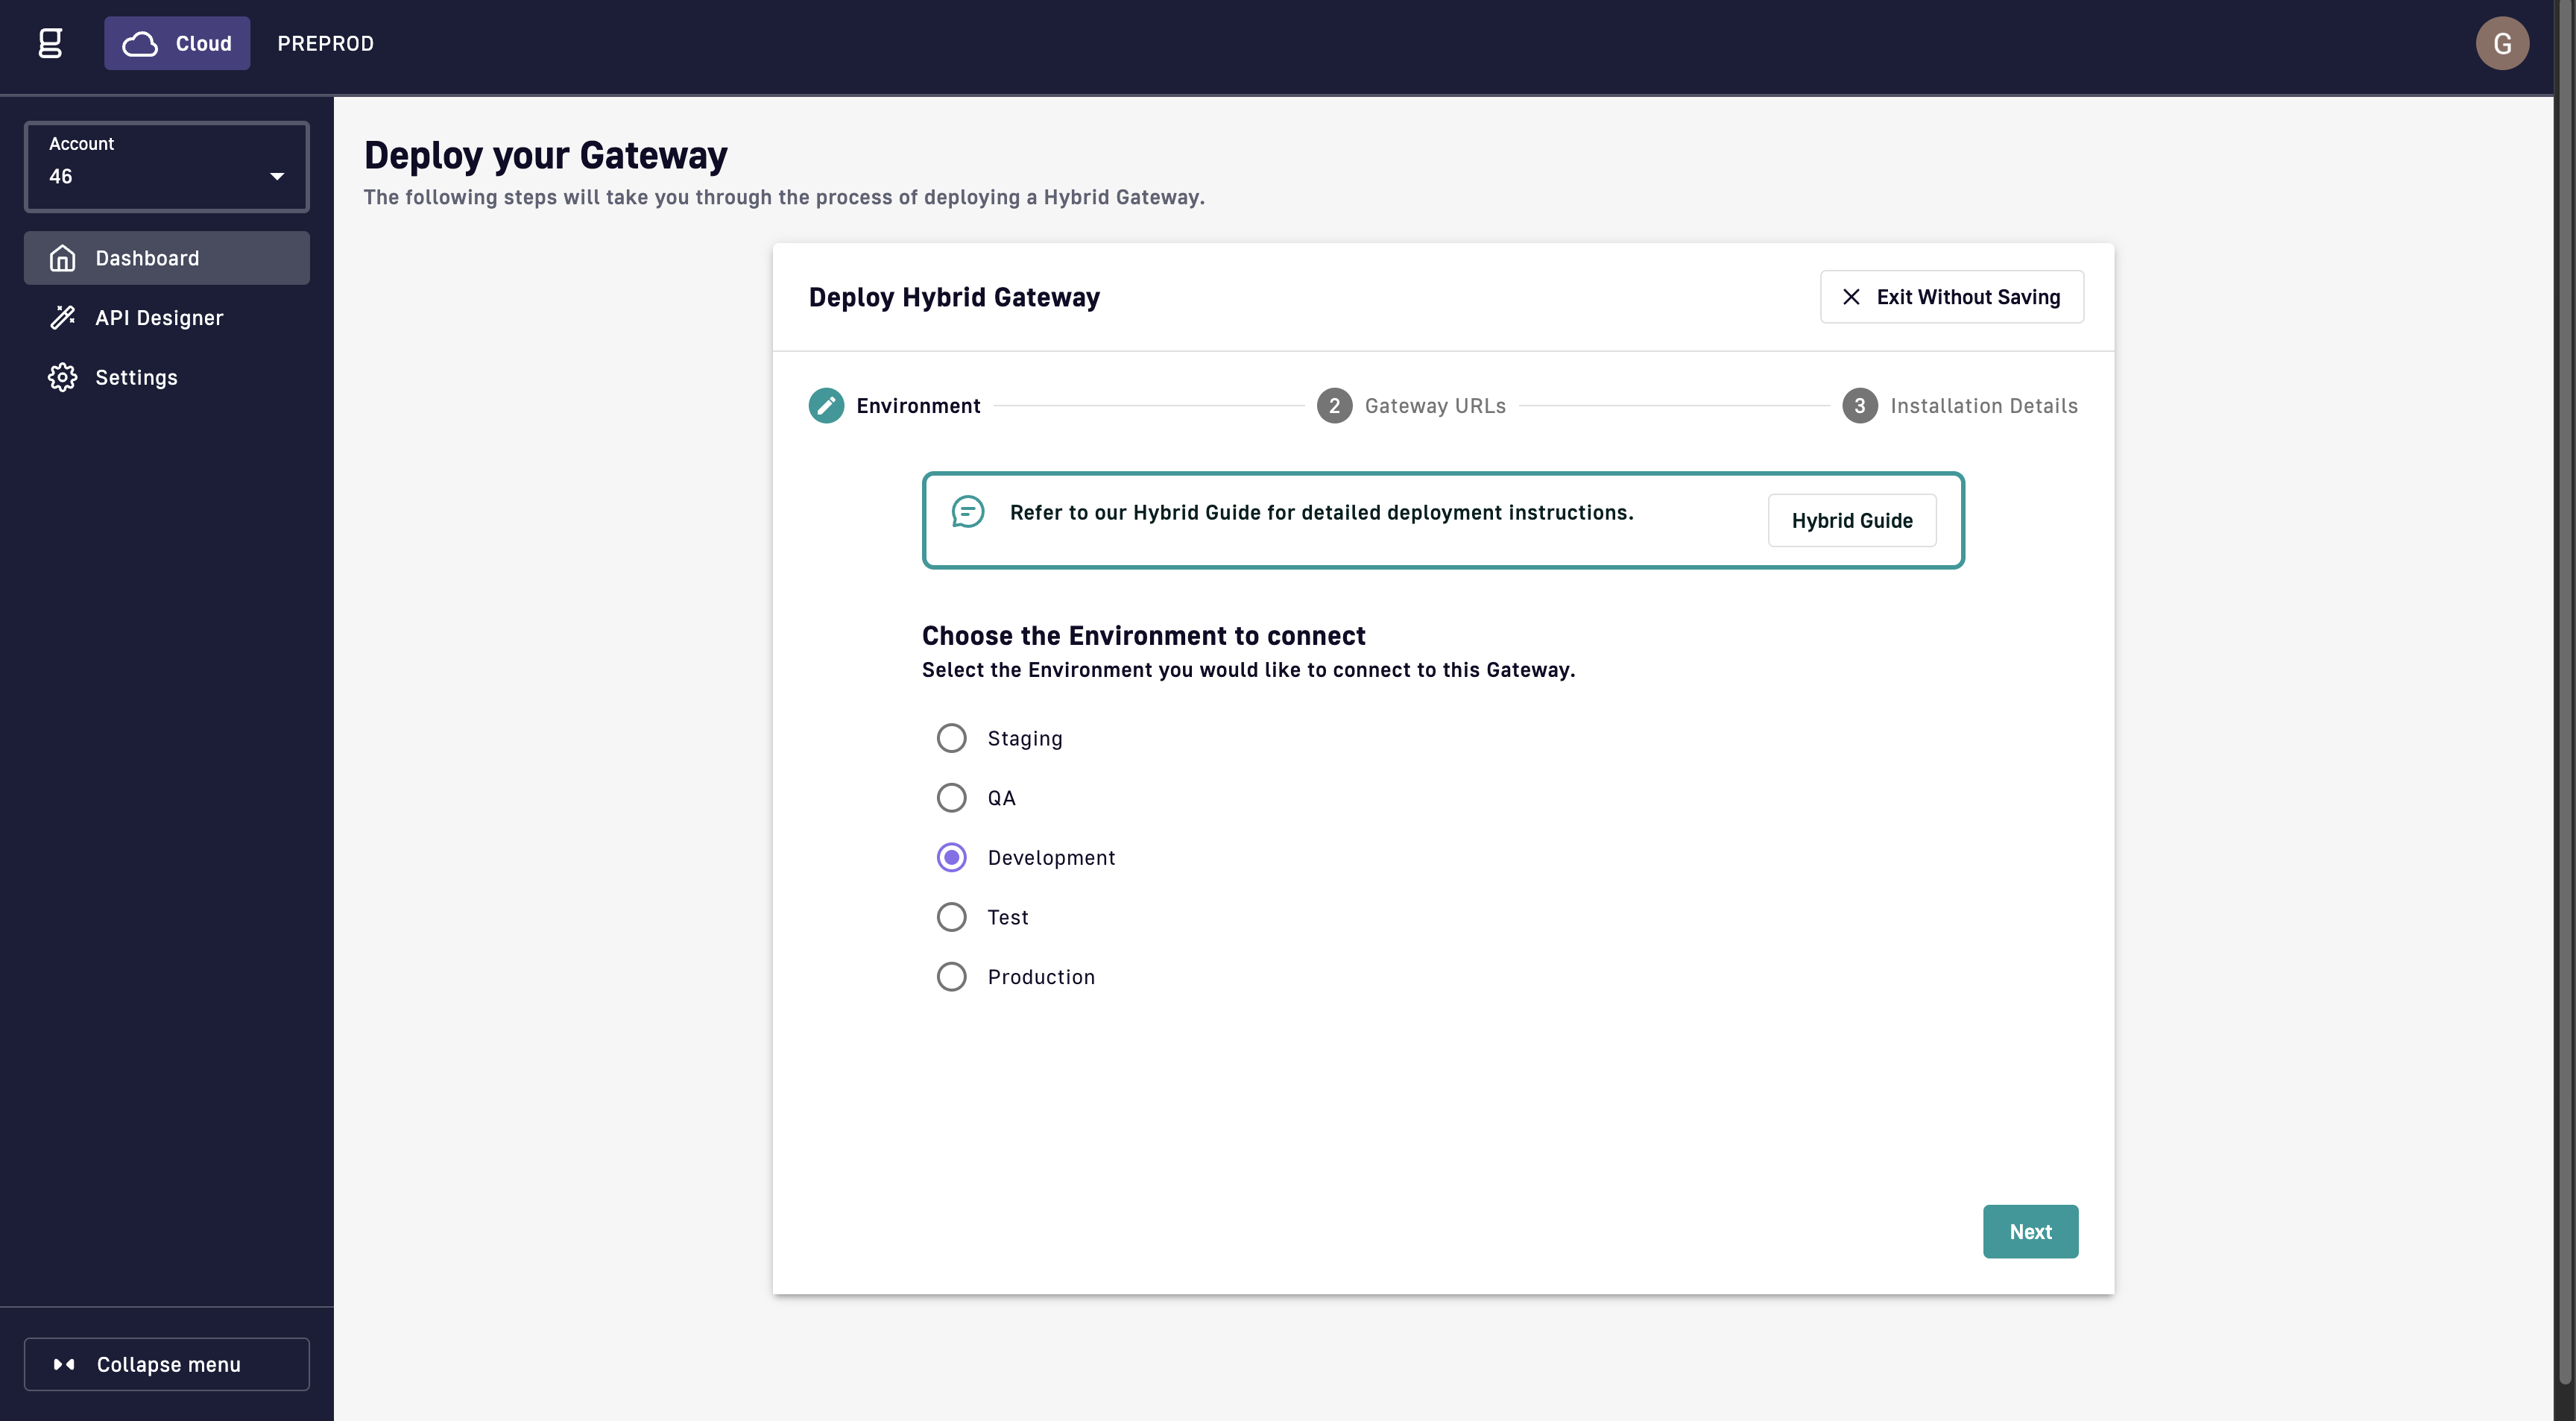 g
Cloud
PREPROD
G
Account
46
Dashboard
API Designer
Settings
Collapse menu
Deploy your Gateway
The following steps will take you through the process of deploying a Hybrid Gateway.
Deploy Hybrid Gateway
Exit Without Saving
Environment
2 Gateway URLs
3 Installation Details
Refer to our Hybrid Guide for detailed deployment instructions.
Hybrid Guide
Choose the Environment to connect
Select the Environment you would like to connect to this Gateway.
Staging
QA
Development
Test
Production
Next